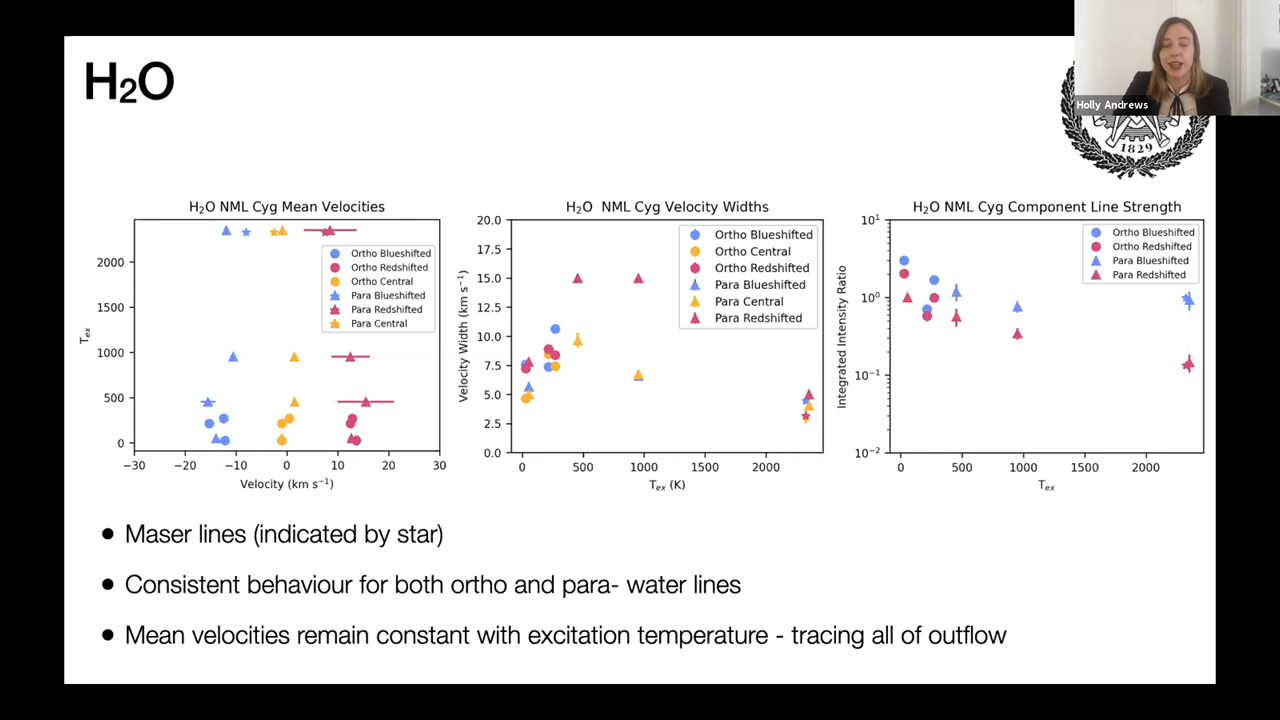 H₂O
Holly Andrews
1829
H₂O NML Cyg Mean Velocities
Tₑₓ
2000
1500
1000
500
0
Ortho Blueshifted
Ortho Redshifted
Ortho Central
Para Blueshifted
Para Redshifted
Para Central
−30 −20 −10 0 10 20 30
Velocity (km s⁻¹)
H₂O NML Cyg Velocity Widths
Velocity Width (km s⁻¹)
20.0
17.5
15.0
12.5
10.0
7.5
5.0
2.5
0.0
Ortho Blueshifted
Ortho Central
Ortho Redshifted
Para Blueshifted
Para Central
Para Redshifted
0 500 1000 1500 2000
Tₑₓ (K)
H₂O NML Cyg Component Line Strength
Integrated Intensity Ratio
10¹
10⁰
10⁻¹
10⁻²
Ortho Blueshifted
Ortho Redshifted
Para Blueshifted
Para Redshifted
0 500 1000 1500 2000
Tₑₓ
● Maser lines (indicated by star)
● Consistent behaviour for both ortho and para- water lines
● Mean velocities remain constant with excitation temperature - tracing all of outflow